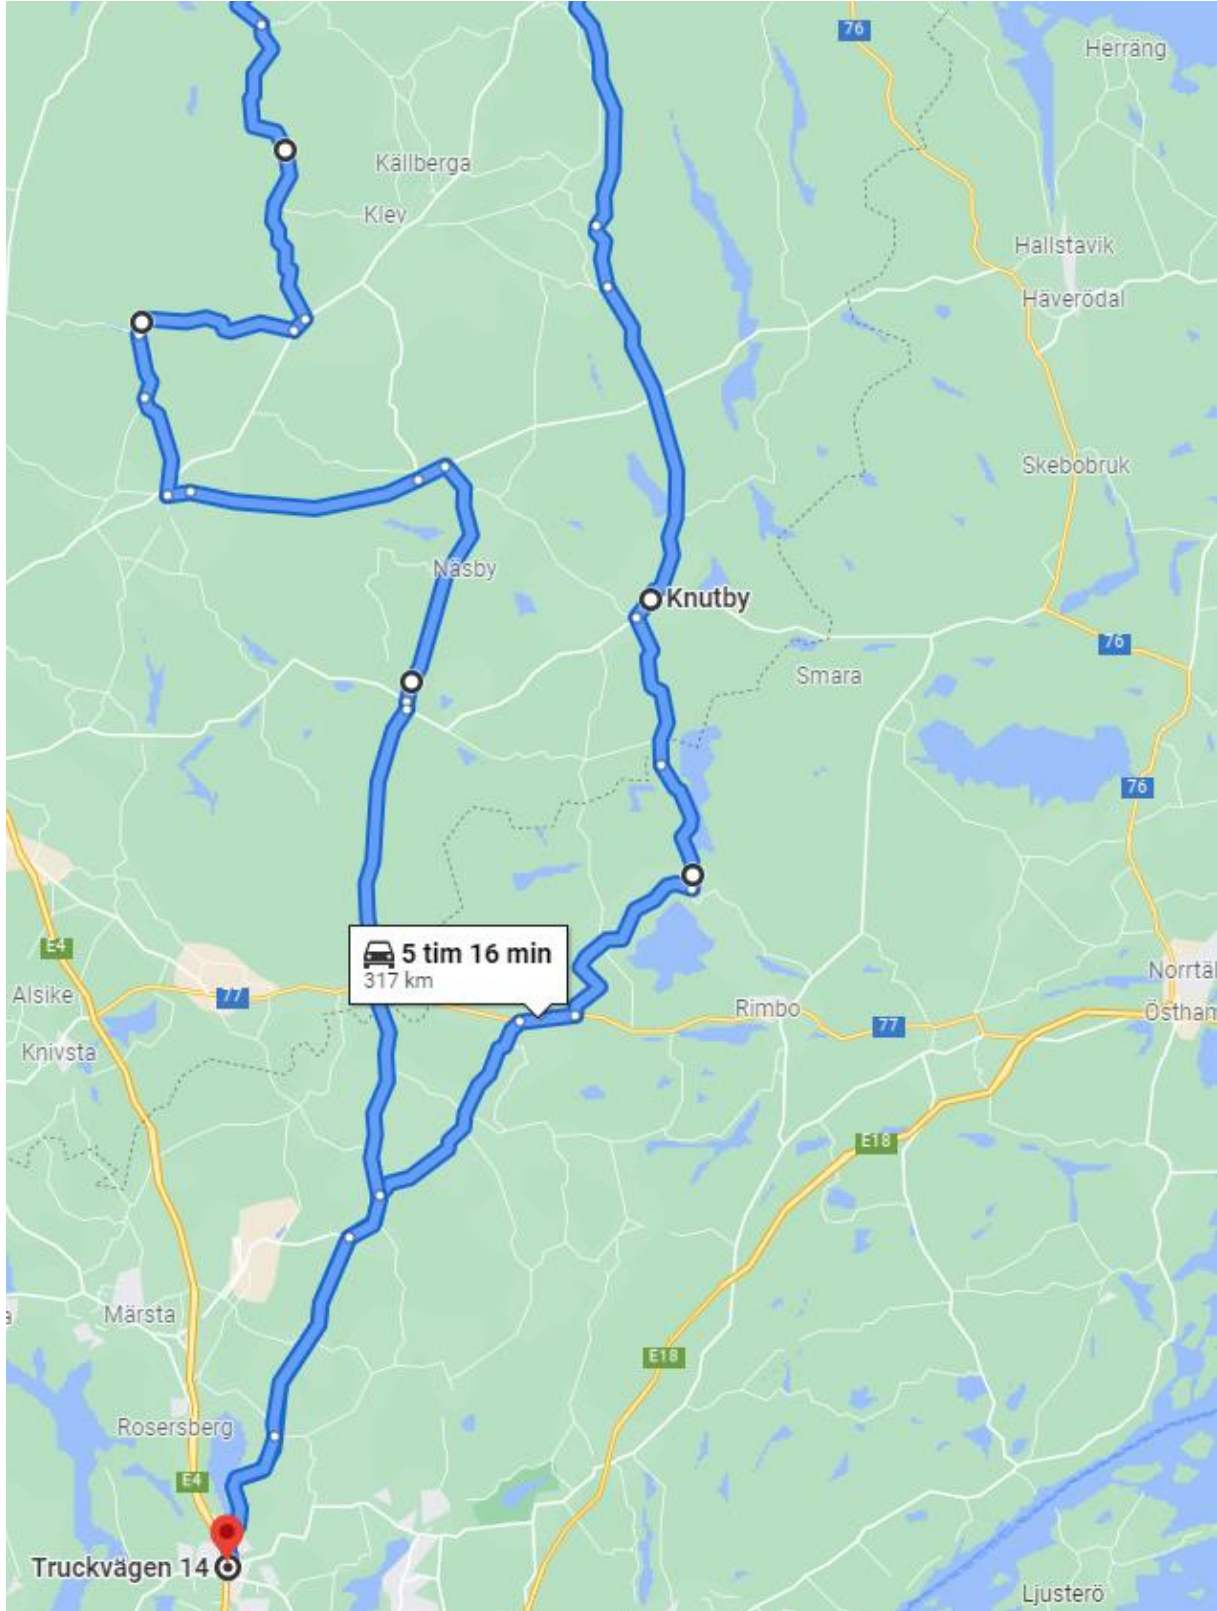 76
Herräng
Källberga
Klev
Hallstavik
Häverödal
Skebobruk
Näsby
Knutby
76
Smara
76
E4
5 tim 16 min
317 km
Norrtäl
Alsike
77
Rimbo
Östham
77
Knivsta
E18
Märsta
E18
Rosersberg
E4
Truckvägen 14
Ljusterö